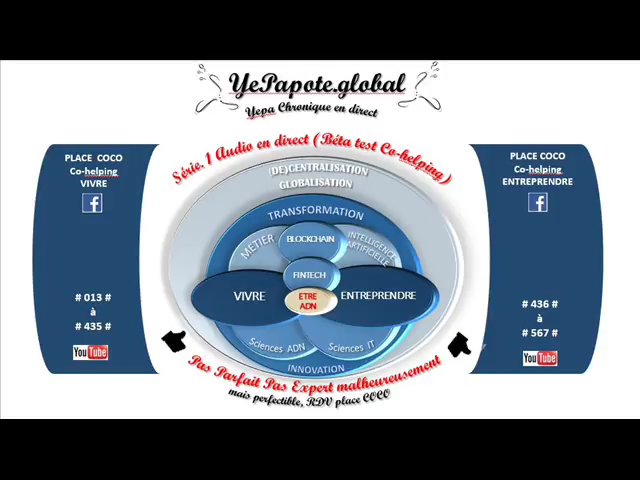 YePapote.global
Yepa Chronique en direct
Série. 1 Audio en direct ( Béta test Co-helping)
PLACE COCO
Co-helping
VIVRE
f
# 013 #
à
# 435 #
YouTube
(DE)CENTRALISATION
GLOBALISATION
TRANSFORMATION
METIER
BLOCKCHAIN
INTELLIGENCE
ARTIFICIELLE
FINTECH
VIVRE
ETRE
ADN
ENTREPRENDRE
Sciences ADN
Sciences IT
INNOVATION
PLACE COCO
Co-helping
ENTREPRENDRE
f
# 436 #
à
# 567 #
YouTube
Pas Parfait Pas Expert malheureusement
mais perfectible, RDV place COCO